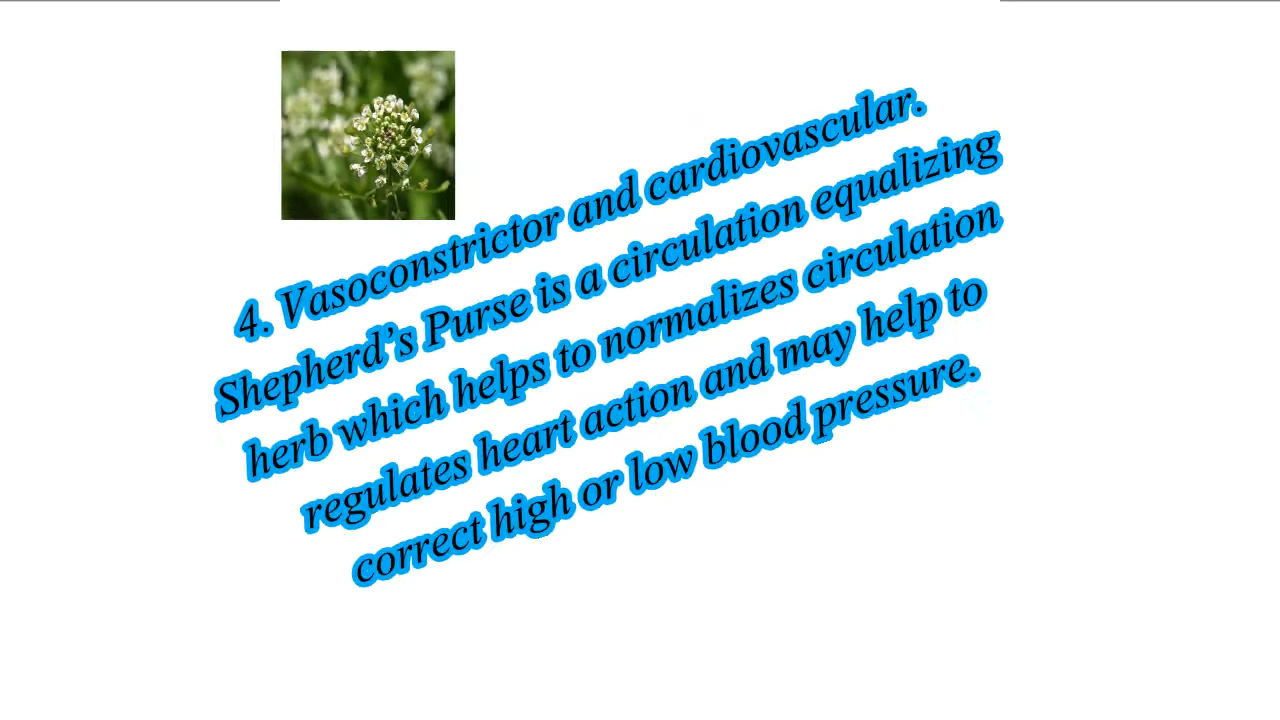 4. Vasoconstrictor and cardiovascular.
Shepherd’s Purse is a circulation equalizing
herb which helps to normalizes circulation
regulates heart action and may help to
correct high or low blood pressure.